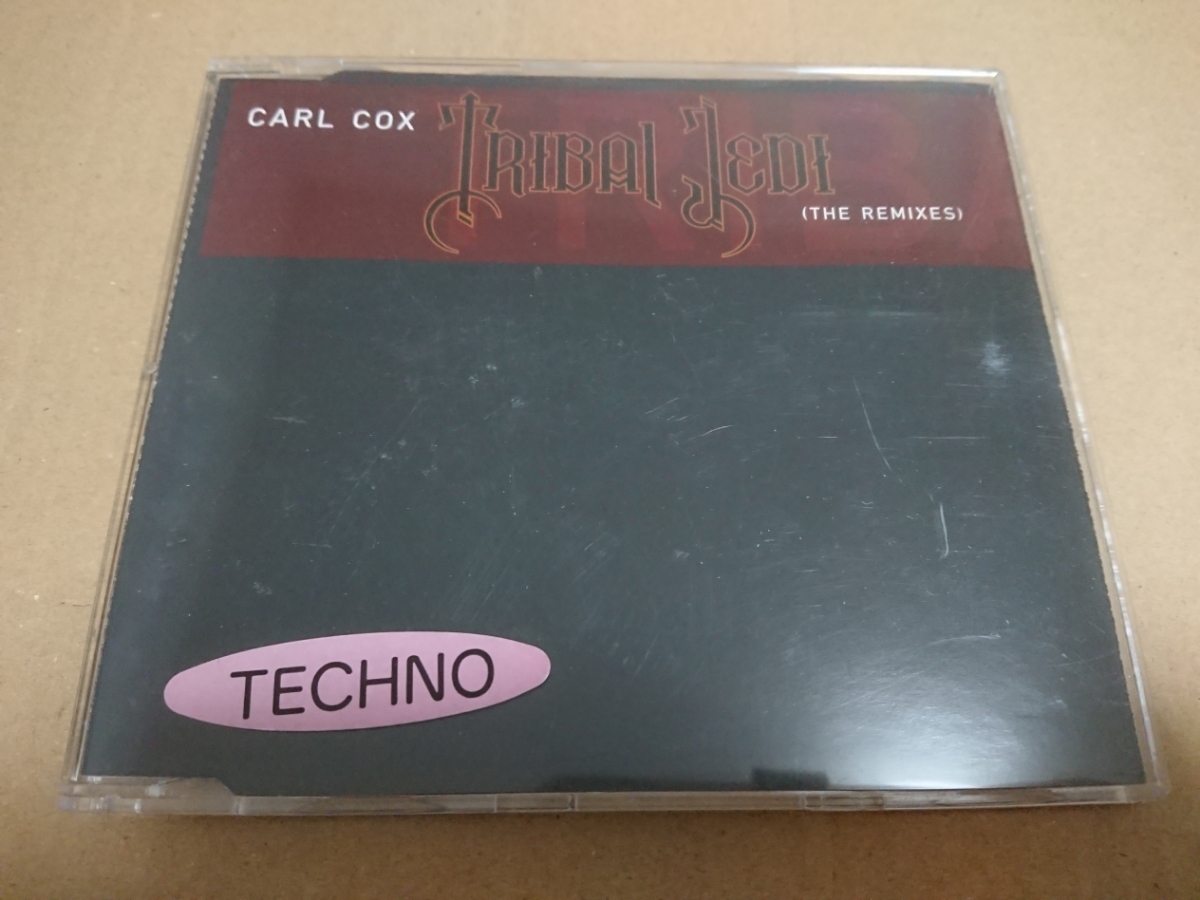 CARL COX TRIBAL JEDI
(THE REMIXES)
TECHNO